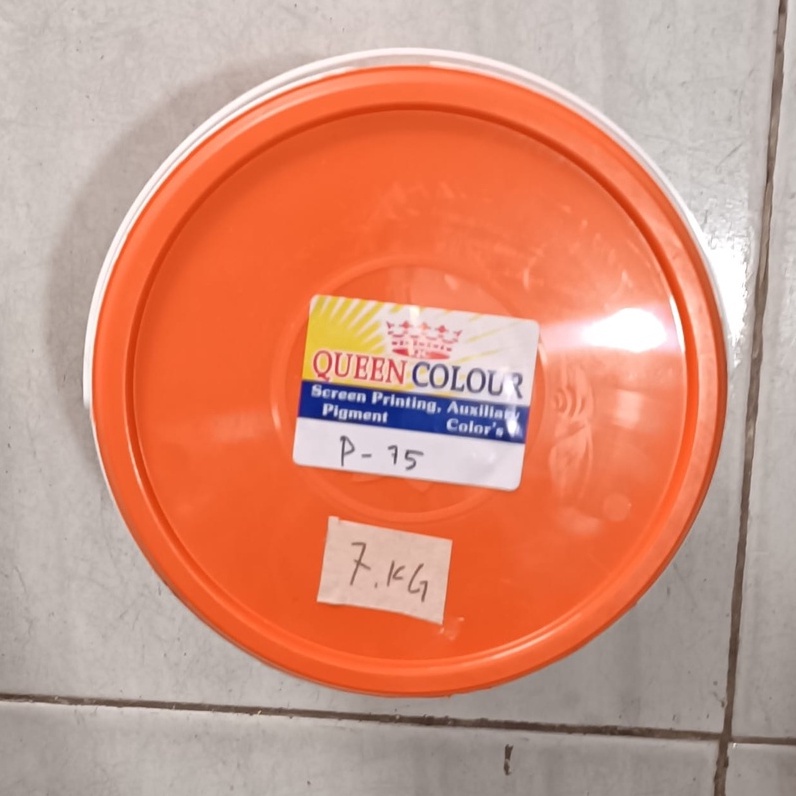 QUEEN COLOUR
Screen Printing, Auxiliary
Pigment Color's
P-75
7.KG